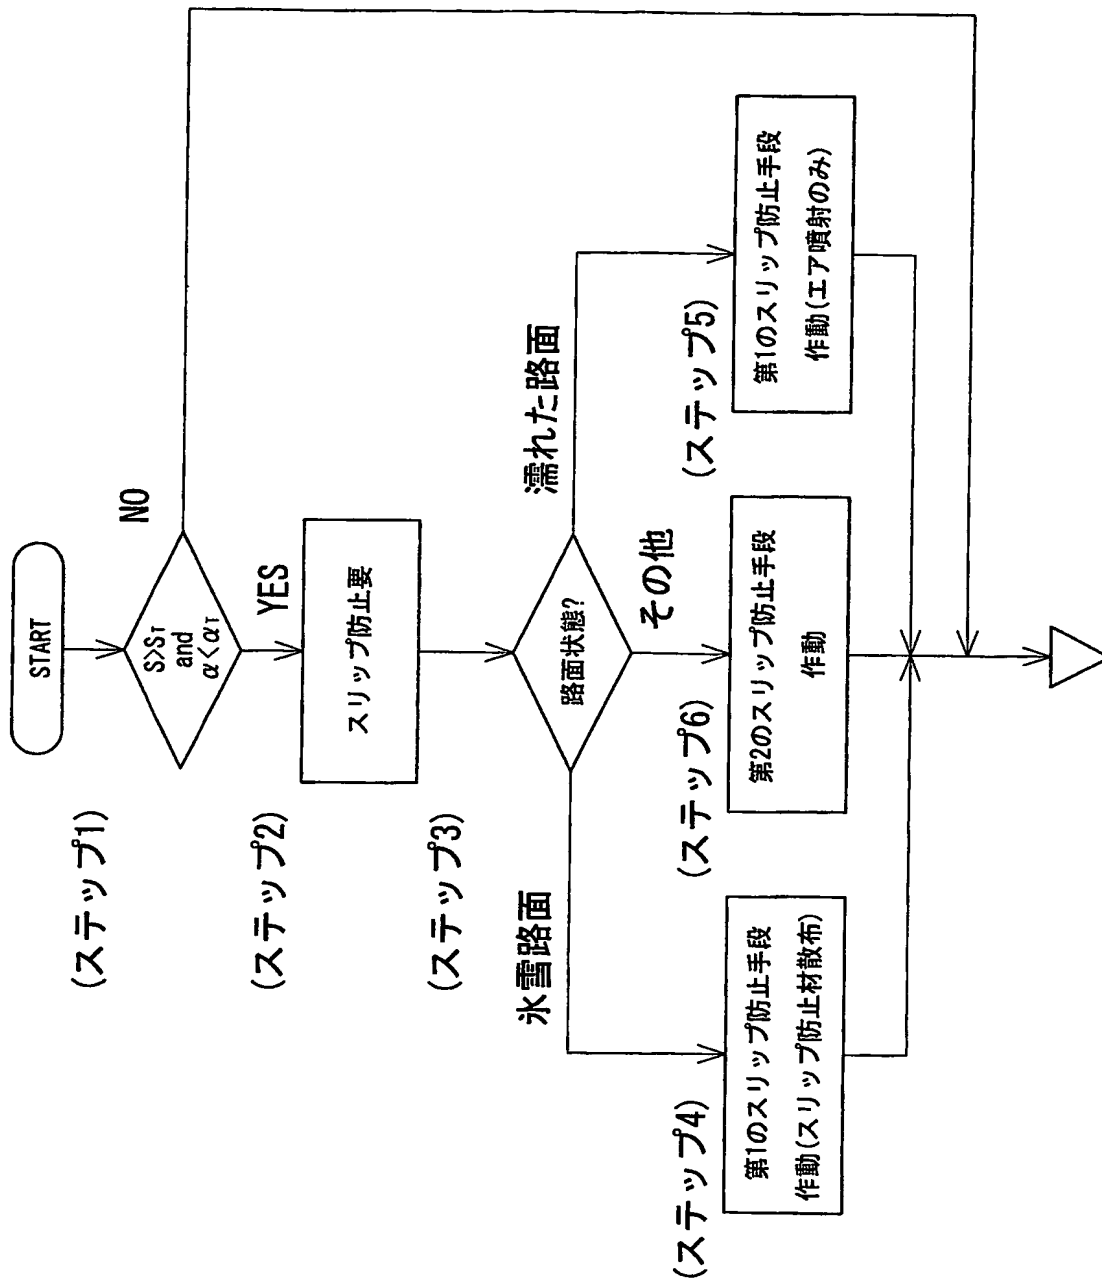 START
(ステップ1)
S>ST
and
α<αT
NO
YES
(ステップ2)
スリップ防止要
(ステップ3)
路面状態?
氷雪路面
その他
濡れた路面
(ステップ4)
第1のスリップ防止手段
作動(スリップ防止材散布)
(ステップ6)
第2のスリップ防止手段
作動
(ステップ5)
第1のスリップ防止手段
作動(エア噴射のみ)